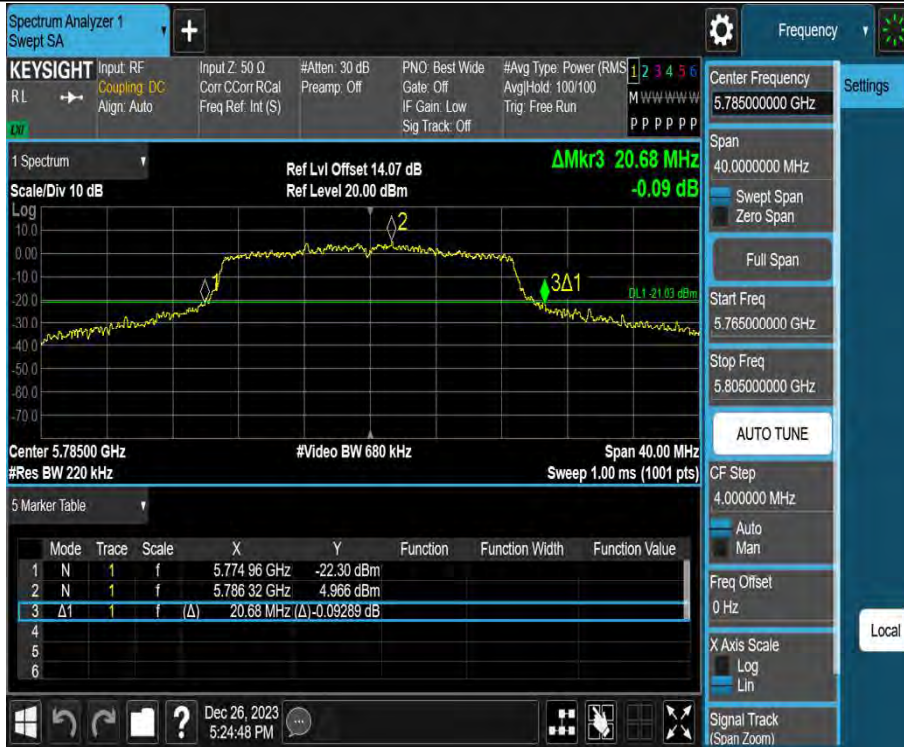 Spectrum Analyzer 1
Swept SA
+
Frequency
KEYSIGHT
RL
LXI
Input: RF
Coupling: DC
Align: Auto
Input Z: 50 Ω
Corr CCorr RCal
Freq Ref: Int (S)
#Atten: 30 dB
Preamp: Off
PNO: Best Wide
Gate: Off
IF Gain: Low
Sig Track: Off
#Avg Type: Power (RMS
Avg|Hold: 100/100
Trig: Free Run
1 2 3 4 5 6
M W W W W W
P P P P P P
1 Spectrum
Scale/Div 10 dB
Ref Lvl Offset 14.07 dB
Ref Level 20.00 dBm
ΔMkr3 20.68 MHz
-0.09 dB
Log
10.0
0.00
-10.0
-20.0
-30.0
-40.0
-50.0
-60.0
-70.0
1
2
3Δ1
DL1 -21.03 dBm
Center 5.78500 GHz
#Video BW 680 kHz
Span 40.00 MHz
#Res BW 220 kHz
Sweep 1.00 ms (1001 pts)
5 Marker Table
Mode Trace Scale X Y Function Function Width Function Value
1 N 1 f 5.774 96 GHz -22.30 dBm
2 N 1 f 5.786 32 GHz 4.966 dBm
3 Δ1 1 f (Δ) 20.68 MHz (Δ) -0.09289 dB
4
5
6
?
Dec 26, 2023
5:24:48 PM
Center Frequency
5.785000000 GHz
Settings
Span
40.0000000 MHz
Swept Span
Zero Span
Full Span
Start Freq
5.765000000 GHz
Stop Freq
5.805000000 GHz
AUTO TUNE
CF Step
4.000000 MHz
Auto
Man
Freq Offset
0 Hz
Local
X Axis Scale
Log
Lin
Signal Track
(Span Zoom)